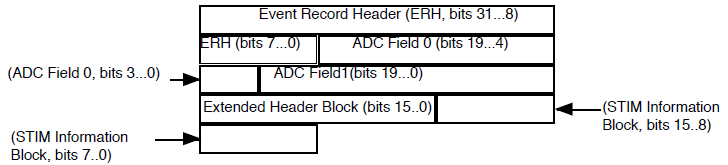 Event Record Header (ERH, bits 31...8)
ERH (bits 7...0)
ADC Field 0 (bits 19...4)
(ADC Field 0, bits 3...0)
ADC Field1(bits 19...0)
Extended Header Block (bits 15..0)
(STIM Information
Block, bits 15..8)
(STIM Information
Block, bits 7..0)